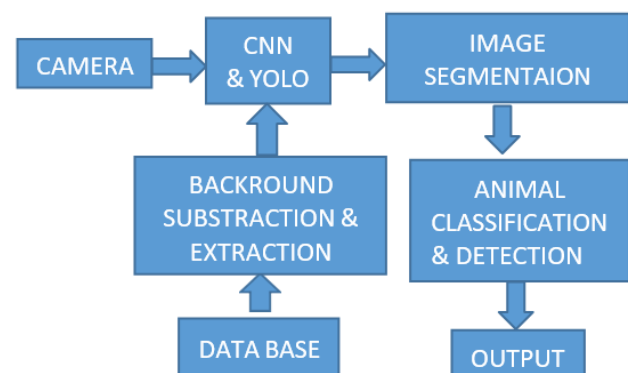 CAMERA
CNN
& YOLO
IMAGE
SEGMENTAION
BACKROUND
SUBSTRACTION &
EXTRACTION
DATA BASE
ANIMAL
CLASSIFICATION
& DETECTION
OUTPUT